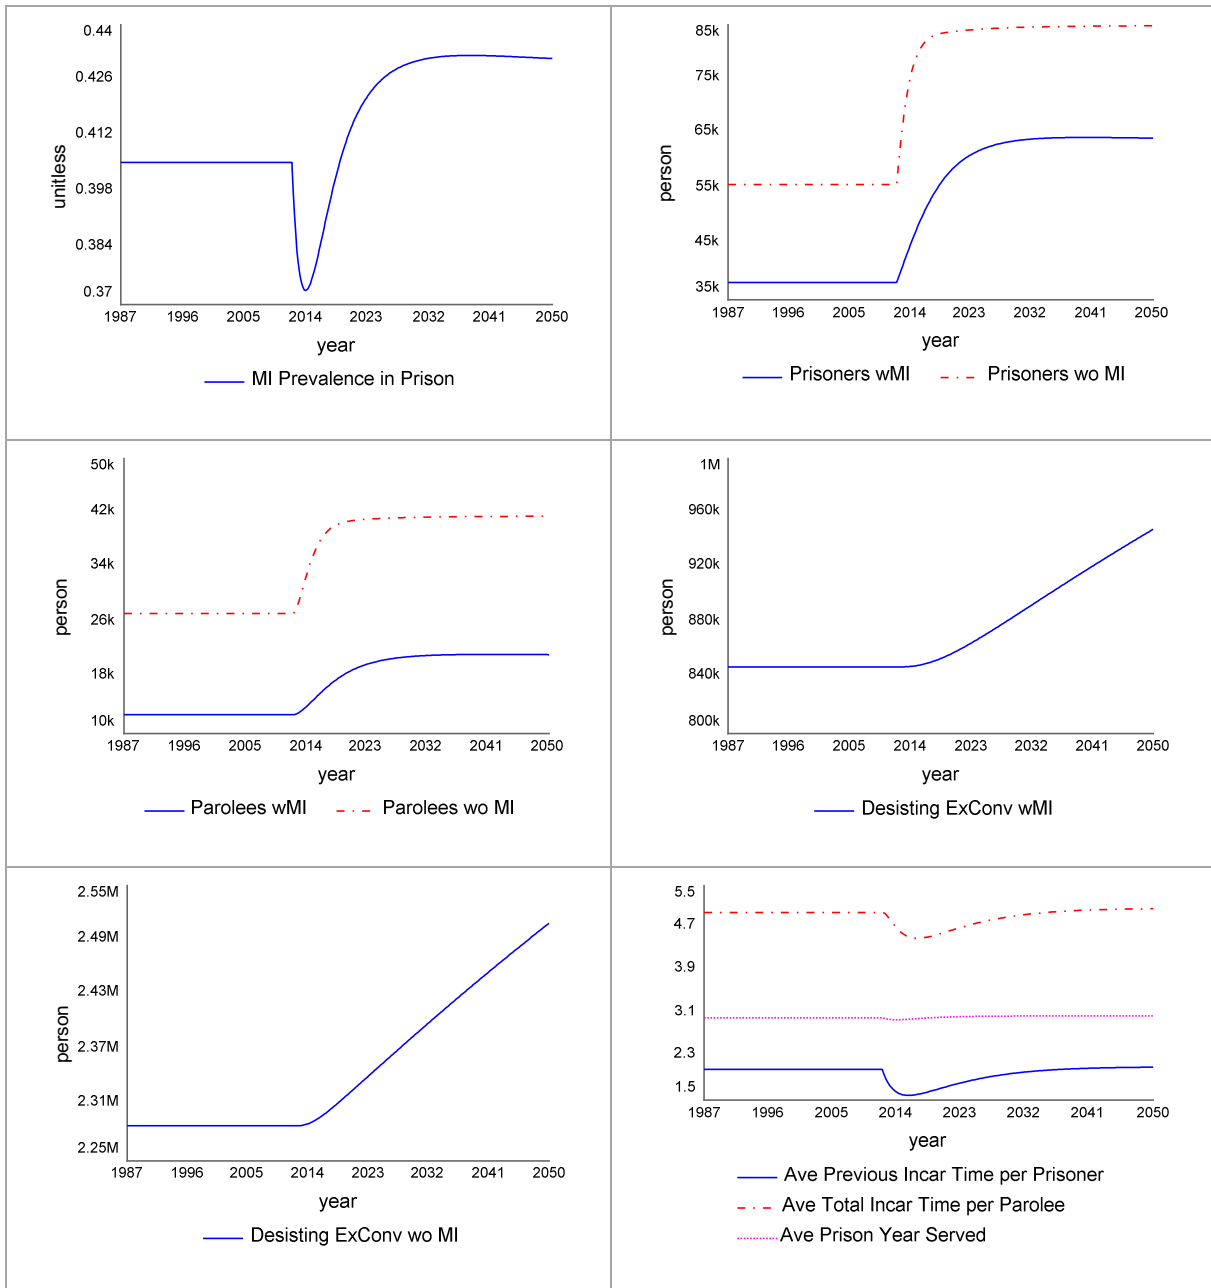 0.44
0.426
0.412
0.398
0.384
0.37
unitless
1987 1996 2005 2014 2023 2032 2041 2050
year
MI Prevalence in Prison
85k
75k
65k
55k
45k
35k
person
1987 1996 2005 2014 2023 2032 2041 2050
year
Prisoners wMI Prisoners wo MI
50k
42k
34k
26k
18k
10k
person
1987 1996 2005 2014 2023 2032 2041 2050
year
Parolees wMI Parolees wo MI
1M
960k
920k
880k
840k
800k
person
1987 1996 2005 2014 2023 2032 2041 2050
year
Desisting ExConv wMI
2.55M
2.49M
2.43M
2.37M
2.31M
2.25M
person
1987 1996 2005 2014 2023 2032 2041 2050
year
Desisting ExConv wo MI
5.5
4.7
3.9
3.1
2.3
1.5
1987 1996 2005 2014 2023 2032 2041 2050
year
Ave Previous Incar Time per Prisoner
Ave Total Incar Time per Parolee
Ave Prison Year Served